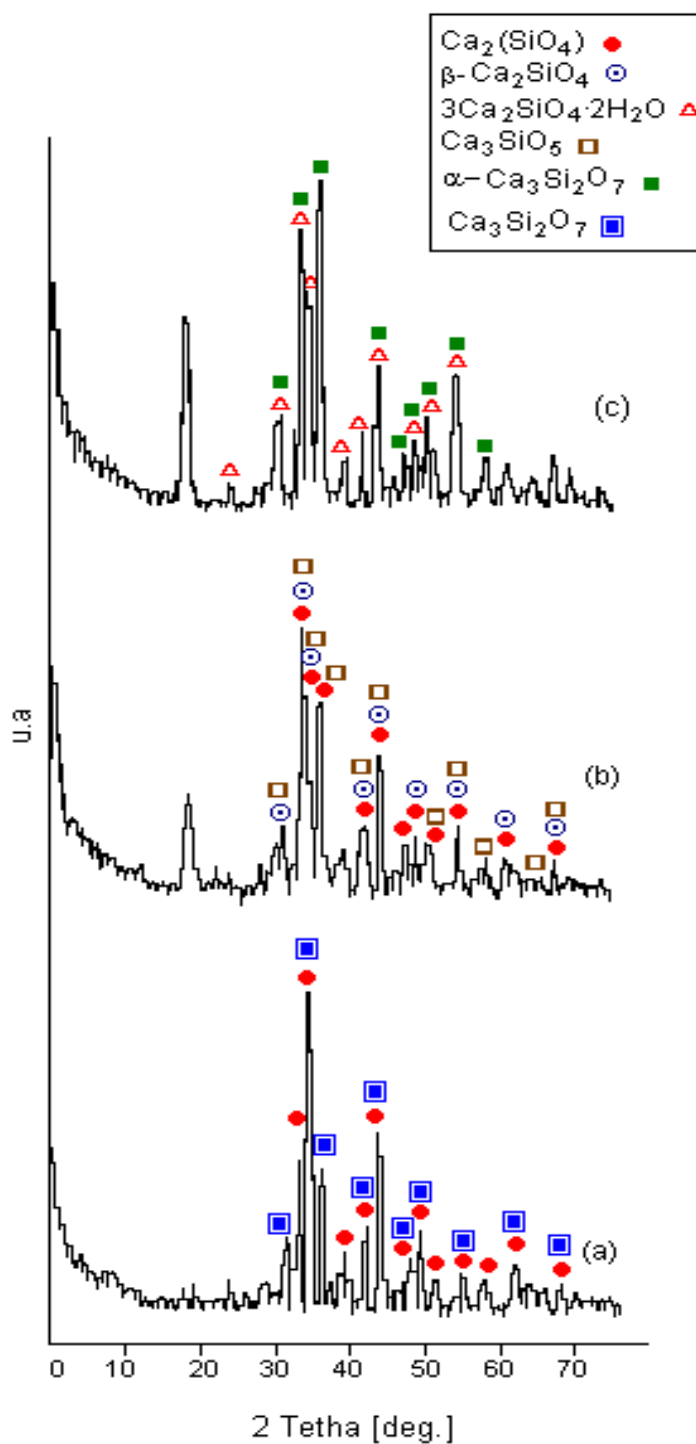 Ca₂(SiO₄)
β-Ca₂SiO₄
3Ca₂SiO₄·2H₂O
Ca₃SiO₅
α-Ca₃Si₂O₇
Ca₃Si₂O₇
(c)
(b)
(a)
u.a
0 10 20 30 40 50 60 70
2 Tetha [deg.]